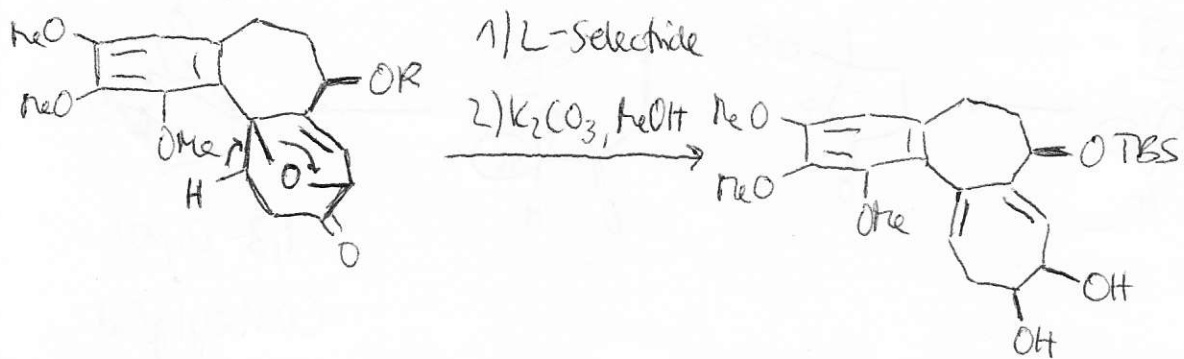 MeO
1) L-Selectride
OR
MeO
2) K2CO3, MeOH
MeO
OMe
OTBS
H
O
MeO
OMe
O
OH
OH